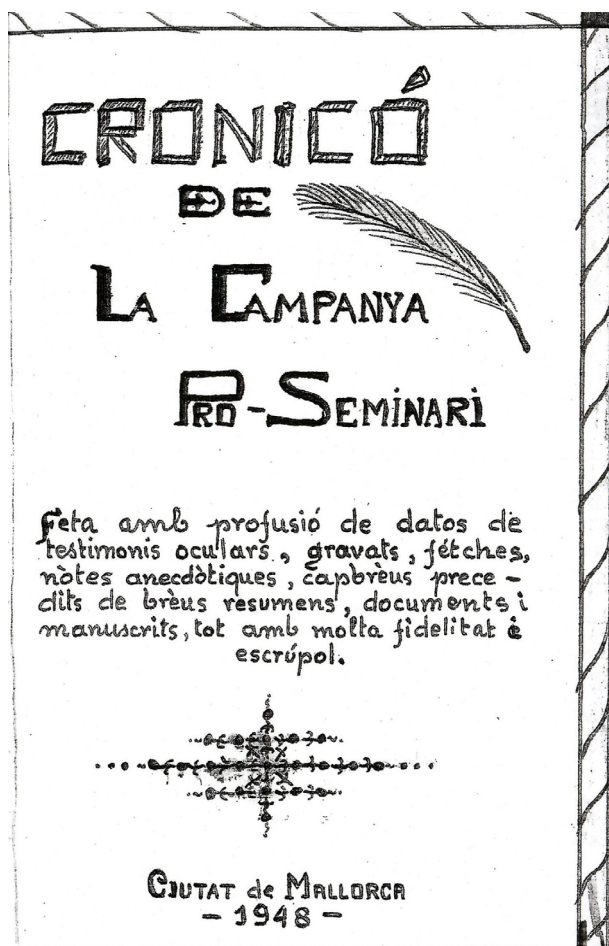 CRONICÓ
DE
LA CAMPANYA
PRO-SEMINARI
Feta amb profusió de datos de
testimonis oculars, gravats, fétches,
nòtes anecdòtiques, capbrèus prece-
dits de brèus resumens, documents i
manuscrits, tot amb molta fidelitat i
escrúpol.
CIUTAT de MALLORCA
- 1948 -